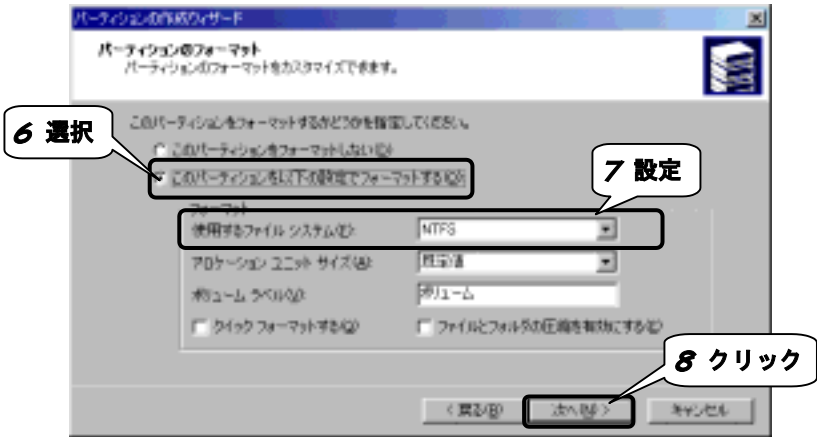 パーティションの作成ウィザード
パーティションのフォーマット
パーティションのフォーマットをカスタマイズできます。
このパーティションをフォーマットするかどうかを指定してください。
6 選択
このパーティションをフォーマットしない(D)
7 設定
このパーティションを以下の設定でフォーマットする(O):
フォーマット
使用するファイル システム(E): NTFS
アロケーション ユニット サイズ(A): 既定値
ボリューム ラベル(V): ボリューム
クイック フォーマットする(Q) ファイルとフォルダの圧縮を有効にする(E)
8 クリック
< 戻る(B) 次へ(N) > キャンセル